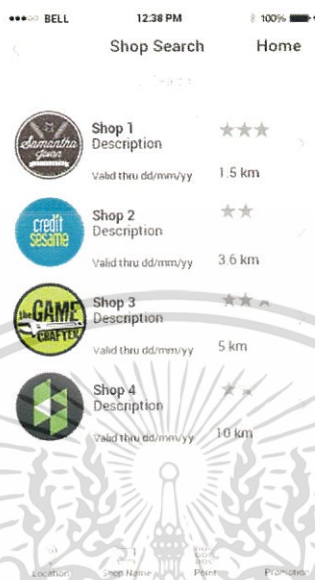 BELL 12:38 PM 100%
Shop Search Home
Search
Samantha
Shop 1
Description
Valid thru dd/mm/yy 1.5 km
credit
sesame
Shop 2
Description
Valid thru dd/mm/yy 3.6 km
the GAME
CRAFTER
Shop 3
Description
Valid thru dd/mm/yy 5 km
Shop 4
Description
Valid thru dd/mm/yy 10 km
Location Shop Name Point Promotion